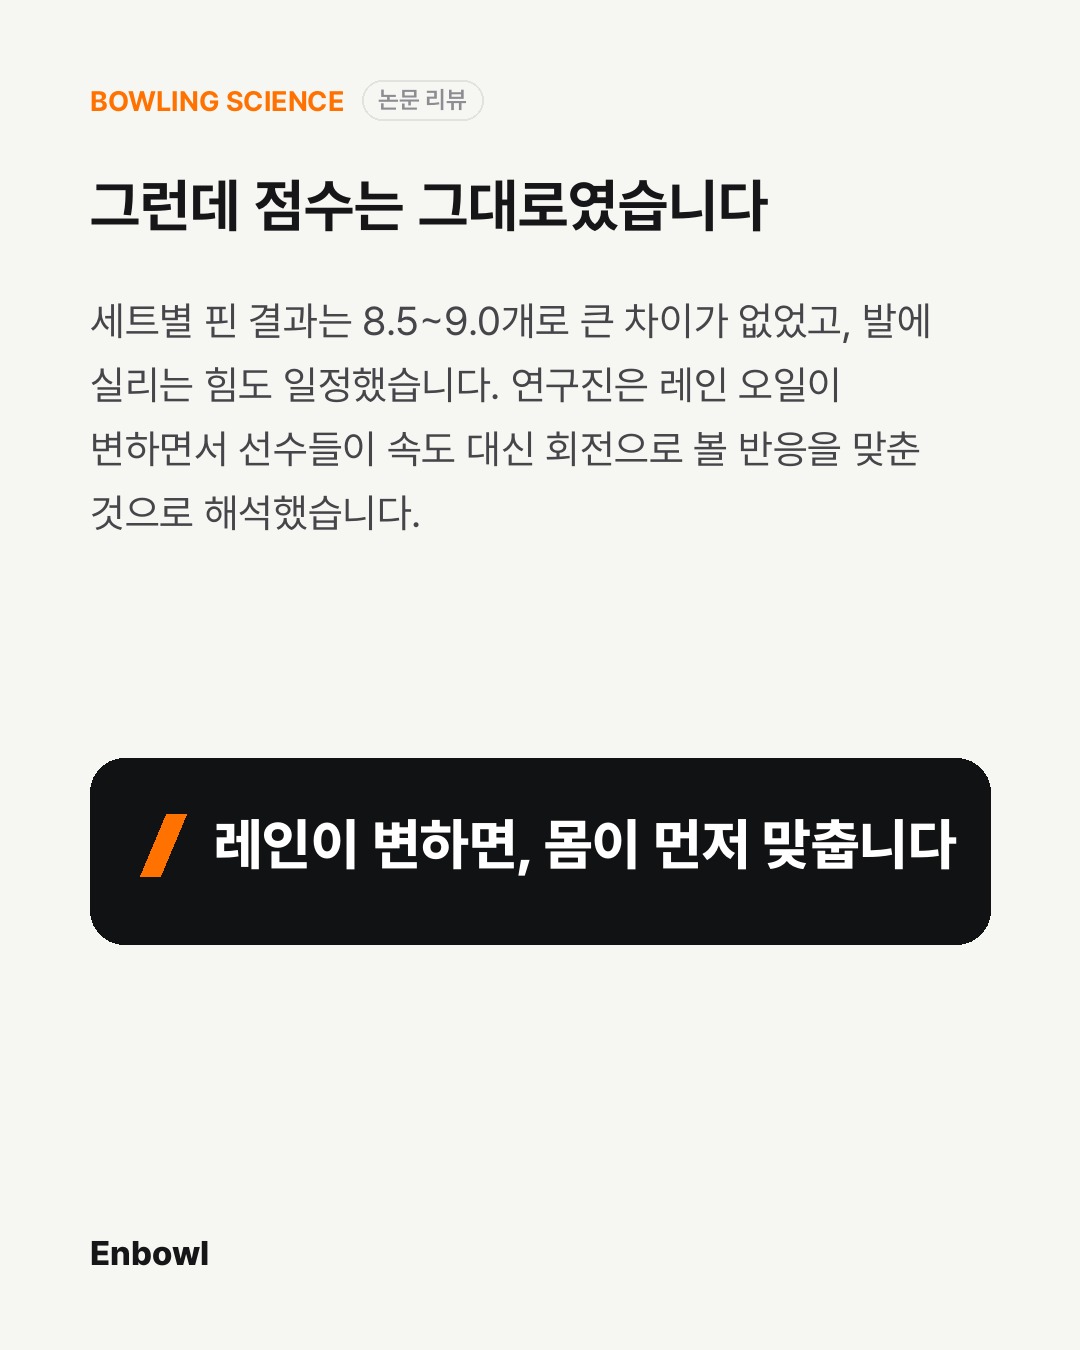 BOWLING SCIENCE 논문 리뷰
그런데 점수는 그대로였습니다
세트별 핀 결과는 8.5~9.0개로 큰 차이가 없었고, 발에
실리는 힘도 일정했습니다. 연구진은 레인 오일이
변하면서 선수들이 속도 대신 회전으로 볼 반응을 맞춘
것으로 해석했습니다.
레인이 변하면, 몸이 먼저 맞춥니다
Enbowl